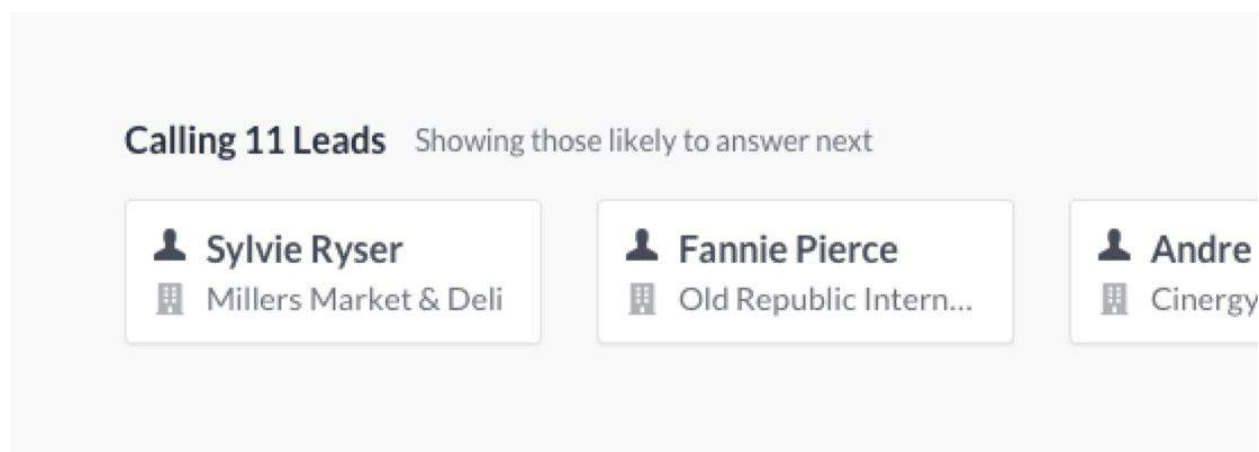 Calling 11 Leads Showing those likely to answer next
Sylvie Ryser
Millers Market & Deli
Fannie Pierce
Old Republic Intern...
Andre
Cinergy